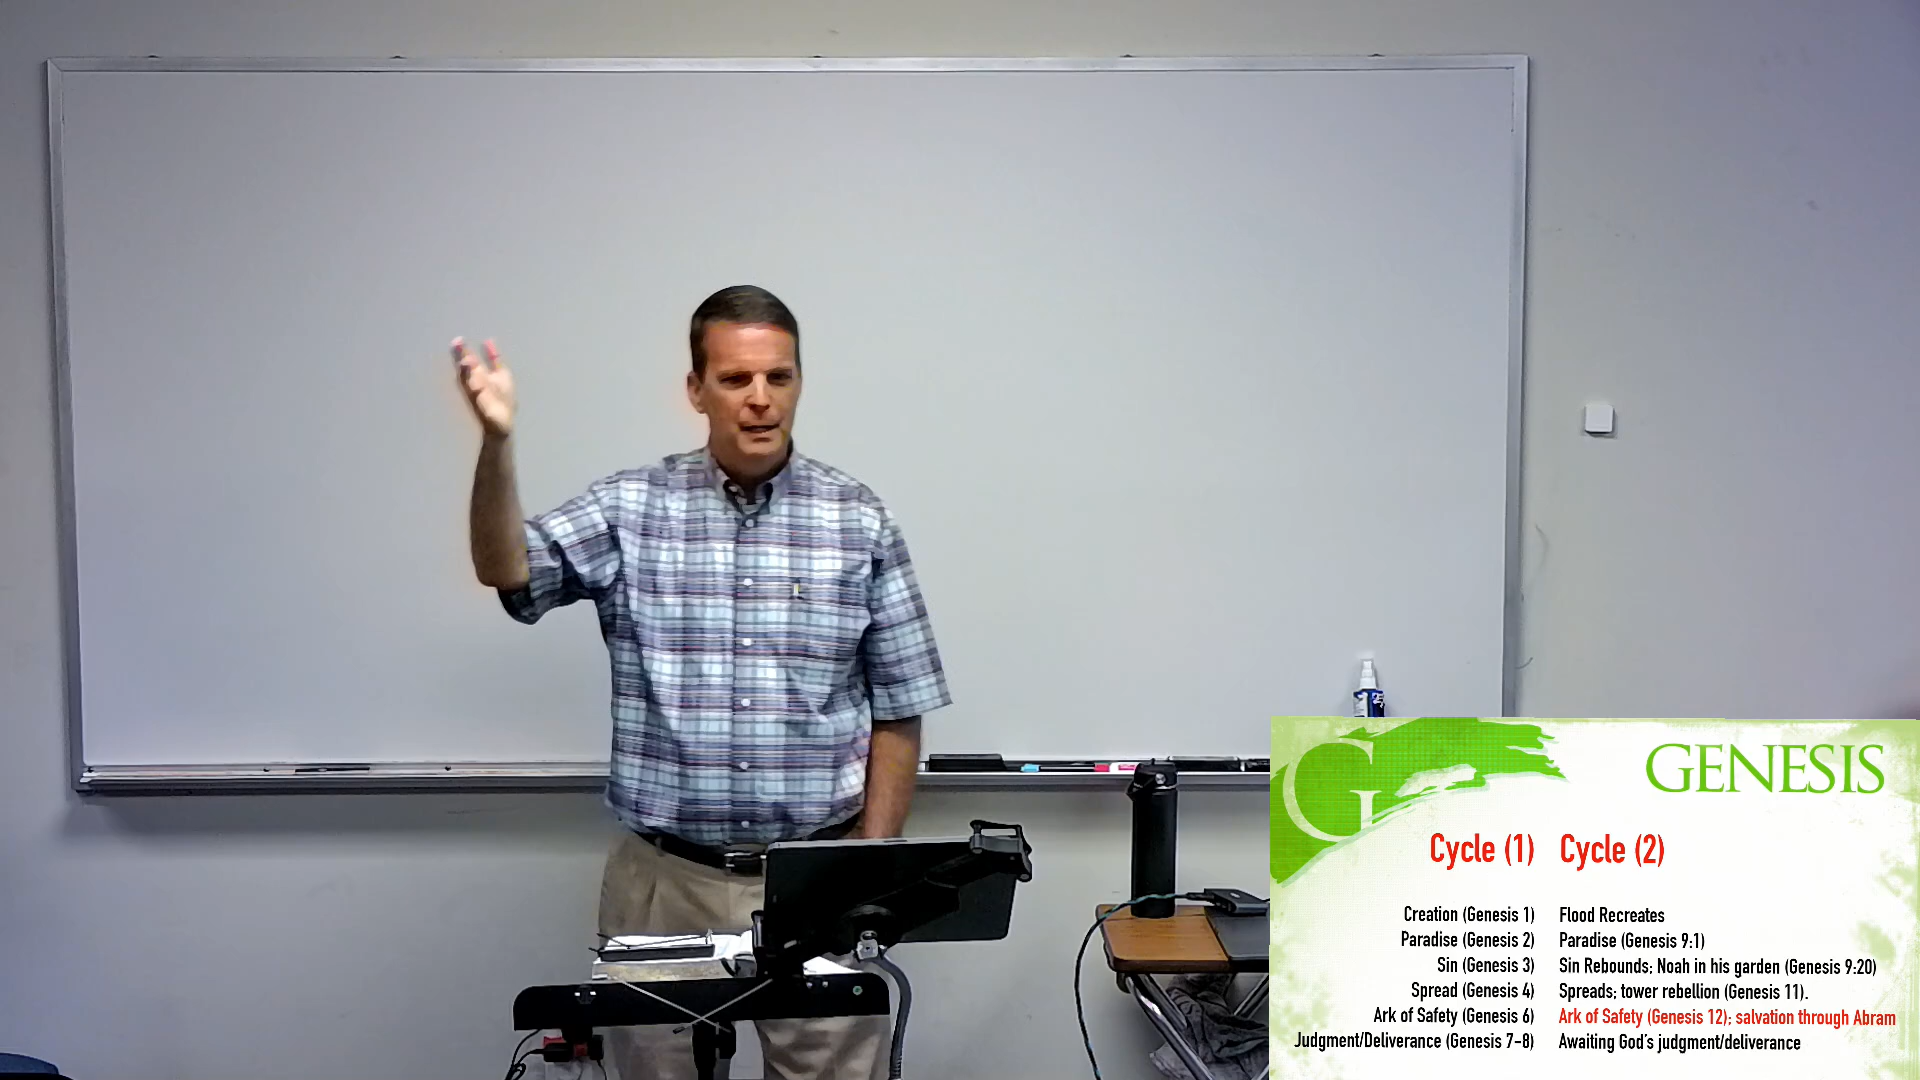 G
GENESIS
Cycle (1) Cycle (2)
Creation (Genesis 1) Flood Recreates
Paradise (Genesis 2) Paradise (Genesis 9:1)
Sin (Genesis 3) Sin Rebounds; Noah in his garden (Genesis 9:20)
Spread (Genesis 4) Spreads; tower rebellion (Genesis 11).
Ark of Safety (Genesis 6) Ark of Safety (Genesis 12); salvation through Abram
Judgment/Deliverance (Genesis 7-8) Awaiting God's judgment/deliverance